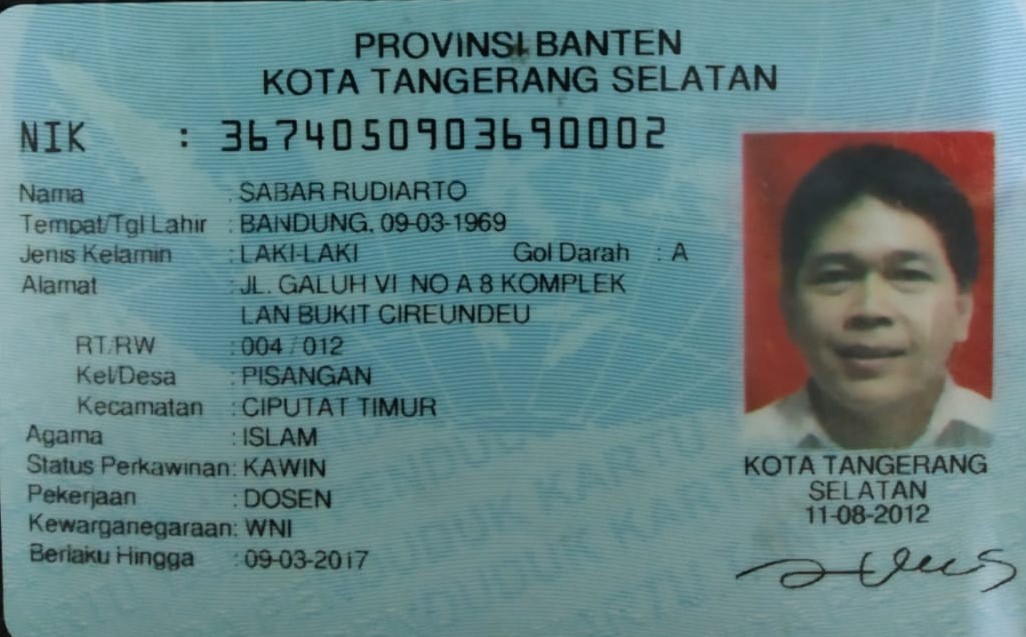 PROVINSI BANTEN
KOTA TANGERANG SELATAN
NIK : 3674050903690002
Nama : SABAR RUDIARTO
Tempat/Tgl Lahir : BANDUNG, 09-03-1969
Jenis Kelamin : LAKI-LAKI Gol Darah : A
Alamat : JL. GALUH VI NO A 8 KOMPLEK
LAN BUKIT CIREUNDEU
RT/RW : 004 / 012
Kel/Desa : PISANGAN
Kecamatan : CIPUTAT TIMUR
Agama : ISLAM
Status Perkawinan: KAWIN
Pekerjaan : DOSEN
Kewarganegaraan: WNI
Berlaku Hingga : 09-03-2017
KOTA TANGERANG
SELATAN
11-08-2012